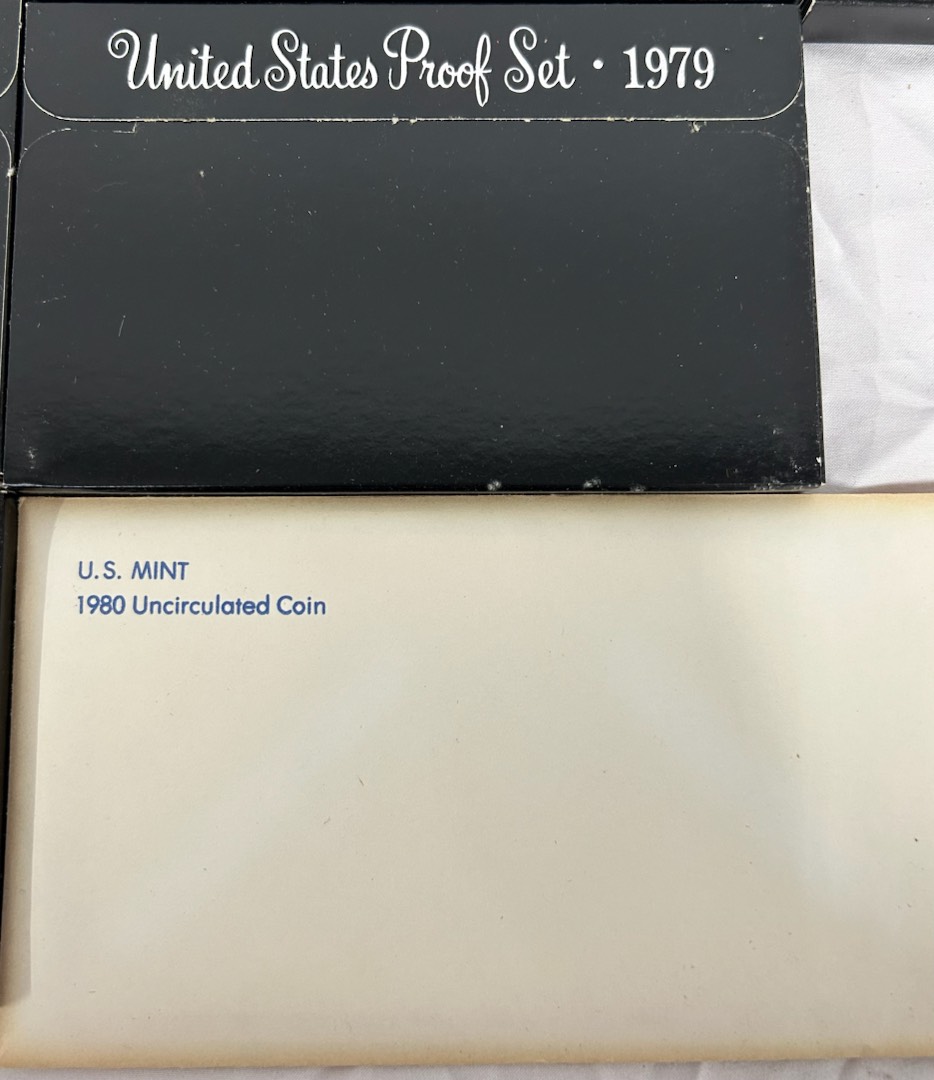 United States Proof Set · 1979
U.S. MINT
1980 Uncirculated Coin